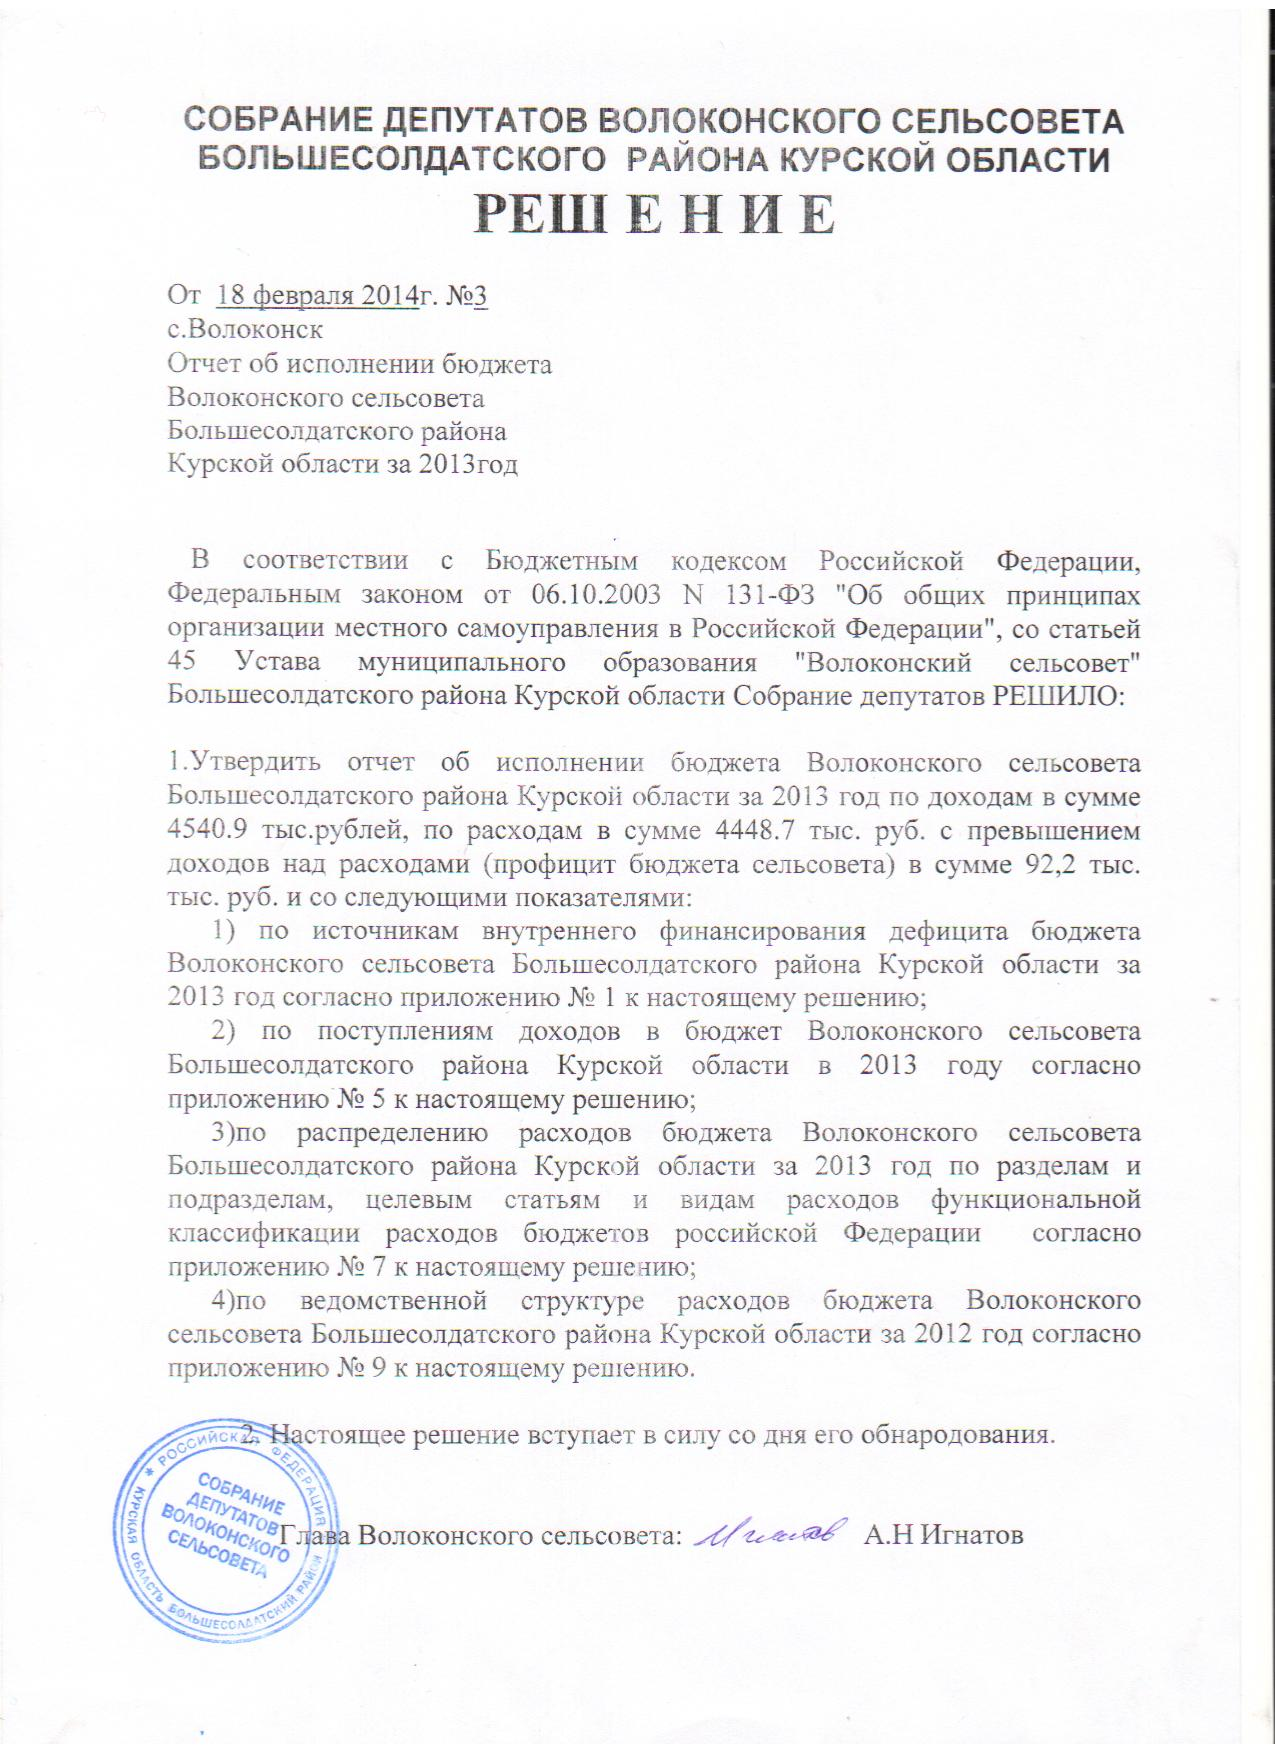 СОБРАНИЕ ДЕПУТАТОВ ВОЛОКОНСКОГО СЕЛЬСОВЕТА
БОЛЬШЕСОЛДАТСКОГО РАЙОНА КУРСКОЙ ОБЛАСТИ
РЕШ Е Н И Е
От 18 февраля 2014г. №3
с.Волоконск
Отчет об исполнении бюджета
Волоконского сельсовета
Большесолдатского района
Курской области за 2013год
В соответствии с Бюджетным кодексом Российской Федерации,
Федеральным законом от 06.10.2003 N 131-ФЗ "Об общих принципах
организации местного самоуправления в Российской Федерации", со статьей
45 Устава муниципального образования "Волоконский сельсовет"
Большесолдатского района Курской области Собрание депутатов РЕШИЛО:
1.Утвердить отчет об исполнении бюджета Волоконского сельсовета
Большесолдатского района Курской области за 2013 год по доходам в сумме
4540.9 тыс.рублей, по расходам в сумме 4448.7 тыс. руб. с превышением
доходов над расходами (профицит бюджета сельсовета) в сумме 92,2 тыс.
тыс. руб. и со следующими показателями:
1) по источникам внутреннего финансирования дефицита бюджета
Волоконского сельсовета Большесолдатского района Курской области за
2013 год согласно приложению № 1 к настоящему решению;
2) по поступлениям доходов в бюджет Волоконского сельсовета
Большесолдатского района Курской области в 2013 году согласно
приложению № 5 к настоящему решению;
3)по распределению расходов бюджета Волоконского сельсовета
Большесолдатского района Курской области за 2013 год по разделам и
подразделам, целевым статьям и видам расходов функциональной
классификации расходов бюджетов российской Федерации согласно
приложению № 7 к настоящему решению;
4)по ведомственной структуре расходов бюджета Волоконского
сельсовета Большесолдатского района Курской области за 2012 год согласно
приложению № 9 к настоящему решению.
2. Настоящее решение вступает в силу со дня его обнародования.
Глава Волоконского сельсовета: Игнатов А.Н Игнатов
* РОССИЙСКАЯ ФЕДЕРАЦИЯ
КУРСКАЯ ОБЛАСТЬ БОЛЬШЕСОЛДАТСКИЙ РАЙОН
СОБРАНИЕ
ДЕПУТАТОВ
ВОЛОКОНСКОГО
СЕЛЬСОВЕТА